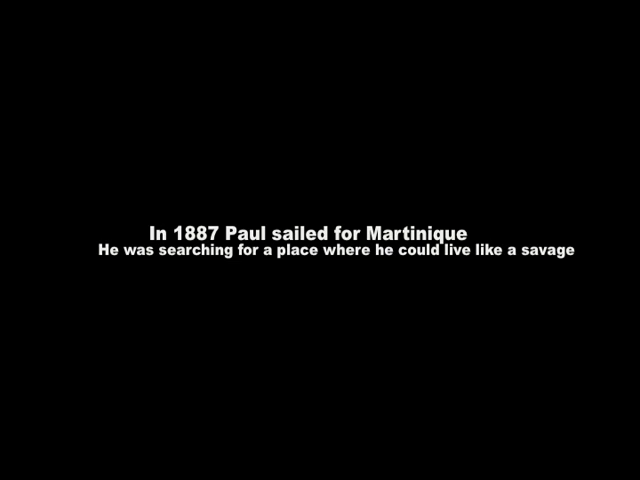 In 1887 Paul sailed for Martinique
He was searching for a place where he could live like a savage